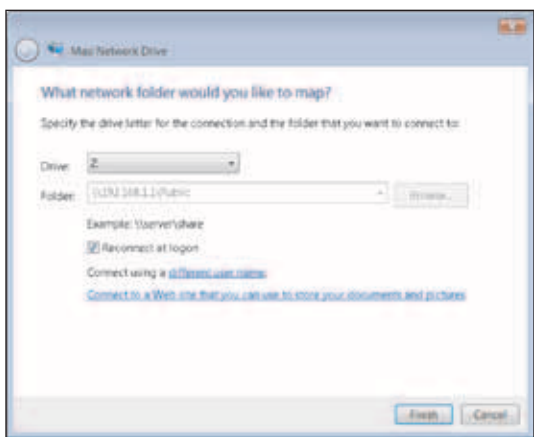 Map Network Drive
What network folder would you like to map?
Specify the drive letter for the connection and the folder that you want to connect to:
Drive: Z:
Folder: \\192.168.1.1\Public Browse...
Example: \\server\share
Reconnect at logon
Connect using a different user name.
Connect to a Web site that you can use to store your documents and pictures.
Finish Cancel